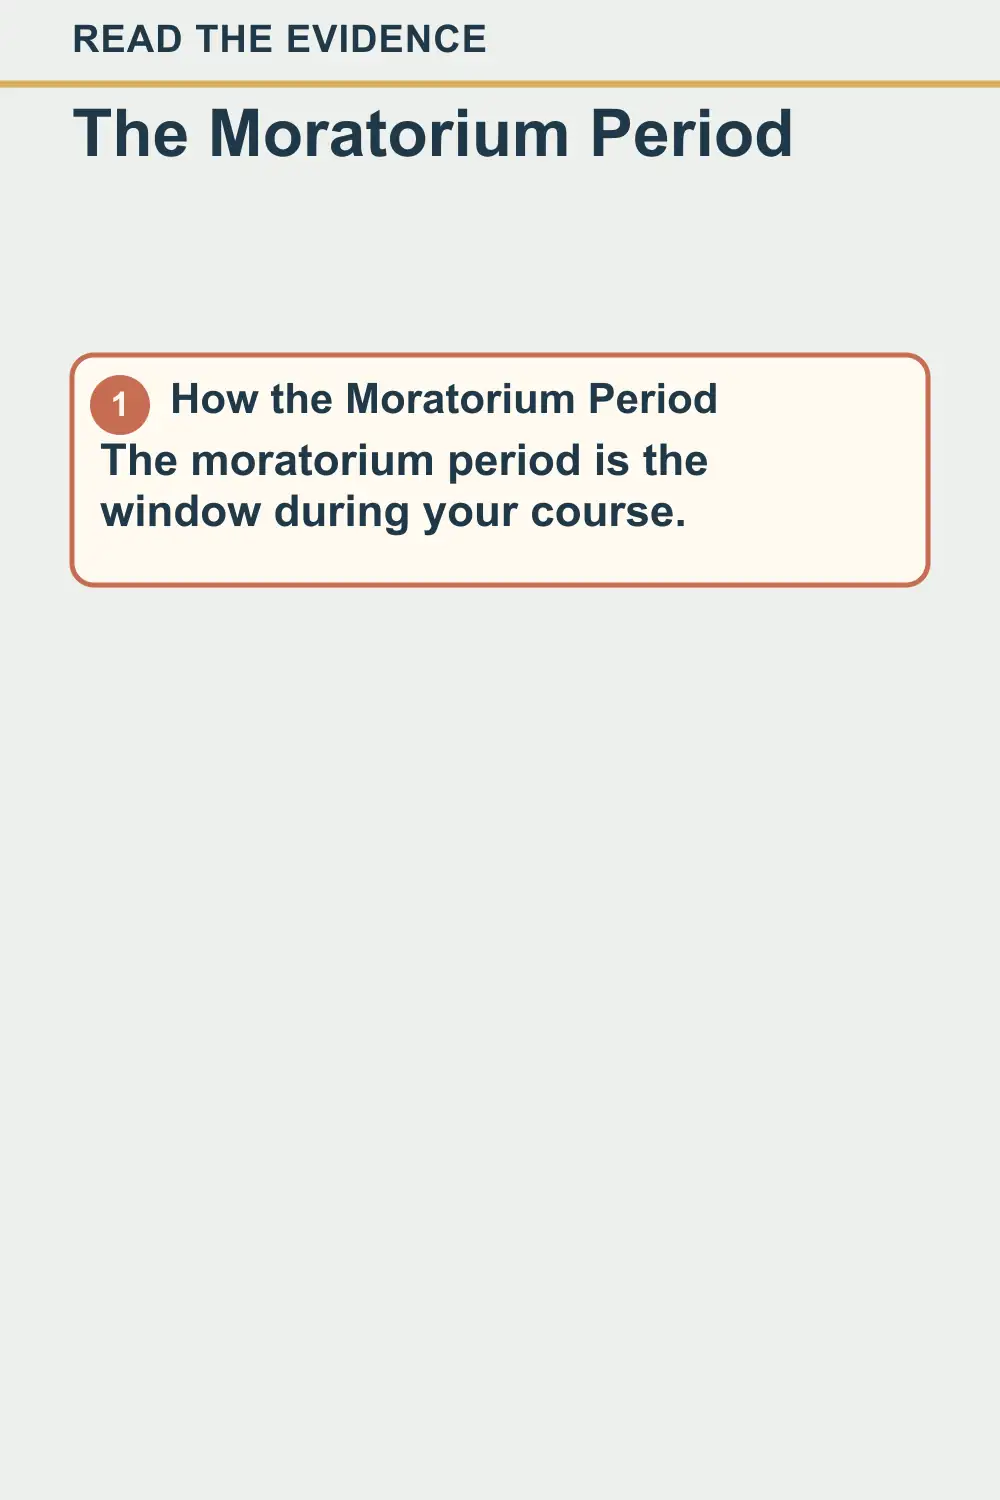 READ THE EVIDENCE
The Moratorium Period
1 How the Moratorium Period
The moratorium period is the
window during your course.